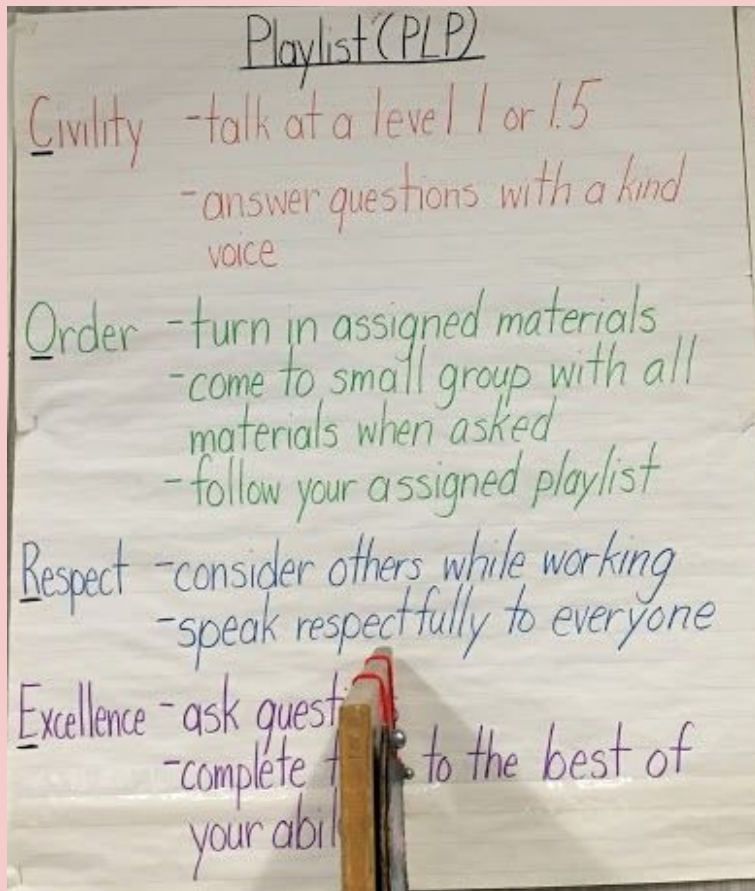 Playlist (PLP)
Civility - talk at a level 1 or 1.5
- answer questions with a kind
voice
Order - turn in assigned materials
- come to small group with all
materials when asked
- follow your assigned playlist
Respect - consider others while working
- speak respectfully to everyone
Excellence - ask
- complete to the best of
your